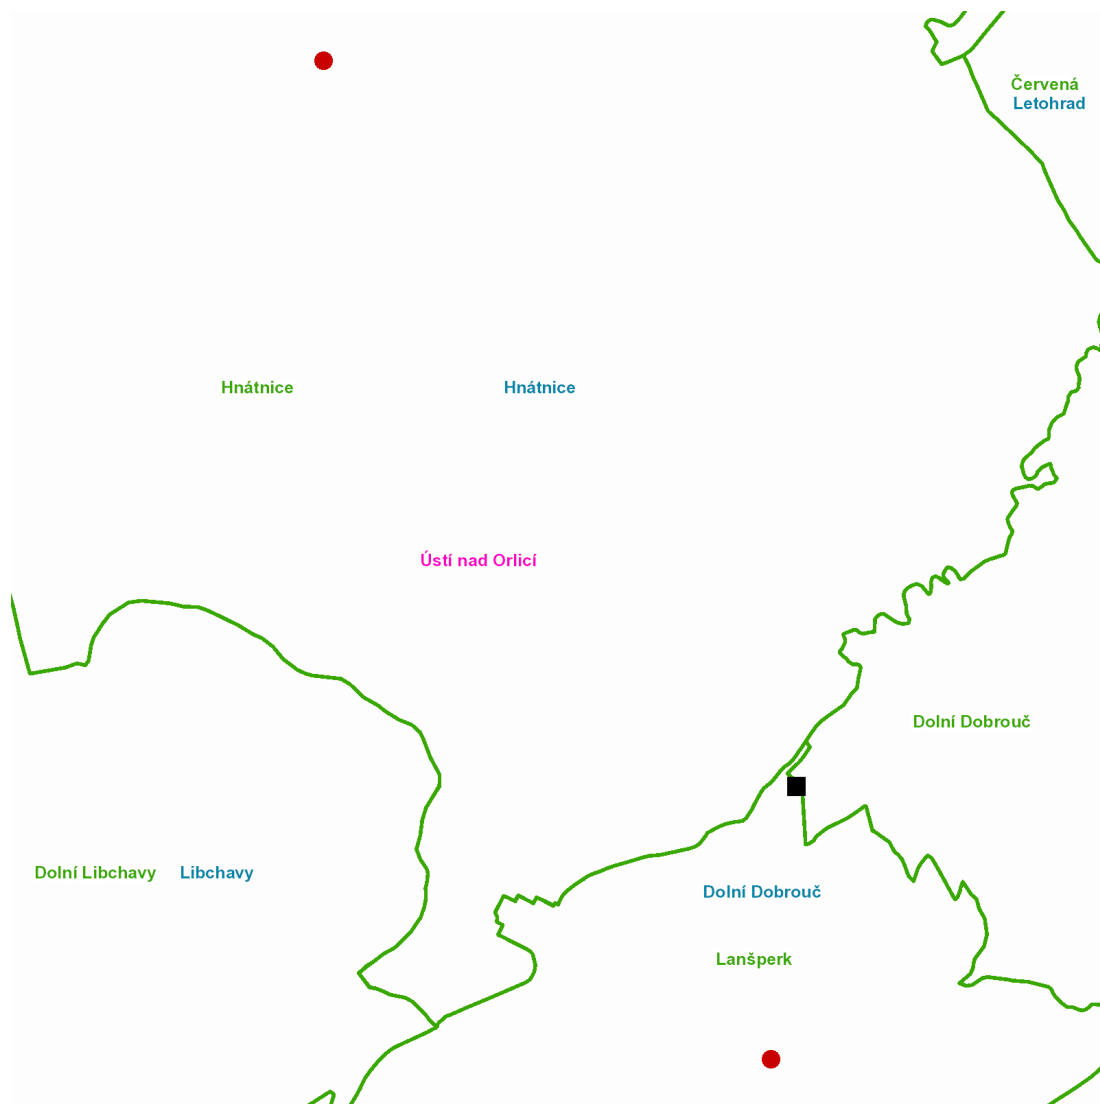 Červená
Letohrad
Hnátnice
Hnátnice
Ústí nad Orlicí
Dolní Dobrouč
Dolní Libchavy
Libchavy
Dolní Dobrouč
Lanšperk